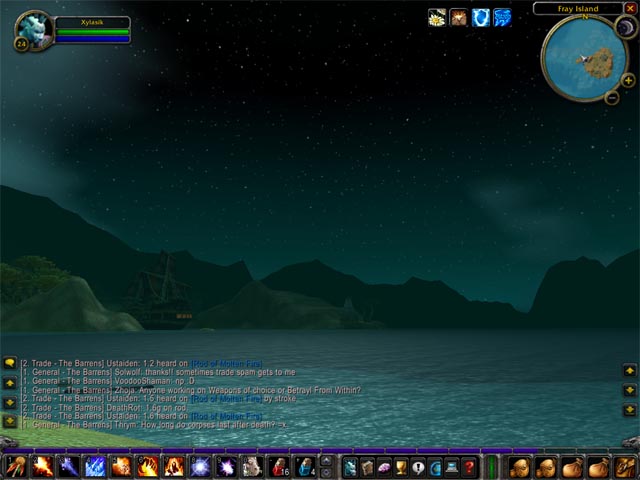 Xylasik
24
Fray Island
N
[2. Trade - The Barrens] Ustaiden: 1.2 heard on [Rod of Molten Fire]
[1. General - The Barrens] Solwolf: thanks!! sometimes trade spam gets to me
[1. General - The Barrens] VoodooShaman: np ;D
[1. General - The Barrens] Zhoja: Anyone working on Weapons of choice or Betrayl From Within?
[2. Trade - The Barrens] Ustaiden: 1.6 heard on [Rod of Molten Fire] by stroke
[2. Trade - The Barrens] DeathRof: 1.6g on rod.
[2. Trade - The Barrens] Ustaiden: 1.6 heard on [Rod of Molten Fire]
[1. General - The Barrens] Thrym: How long do corpses last after death? =x
16
4